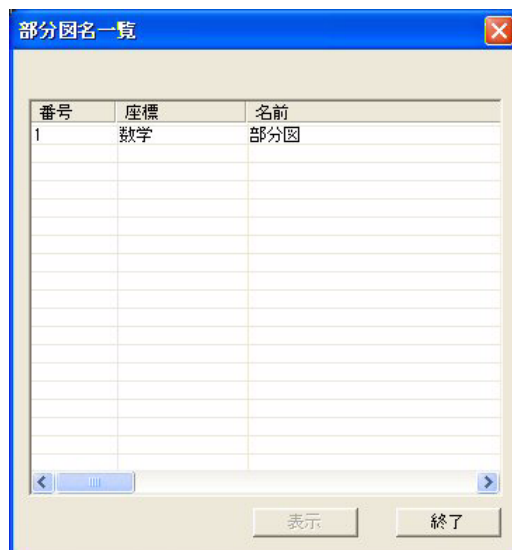 部分図名一覧
番号 座標 名前
1 数学 部分図
表示 終了